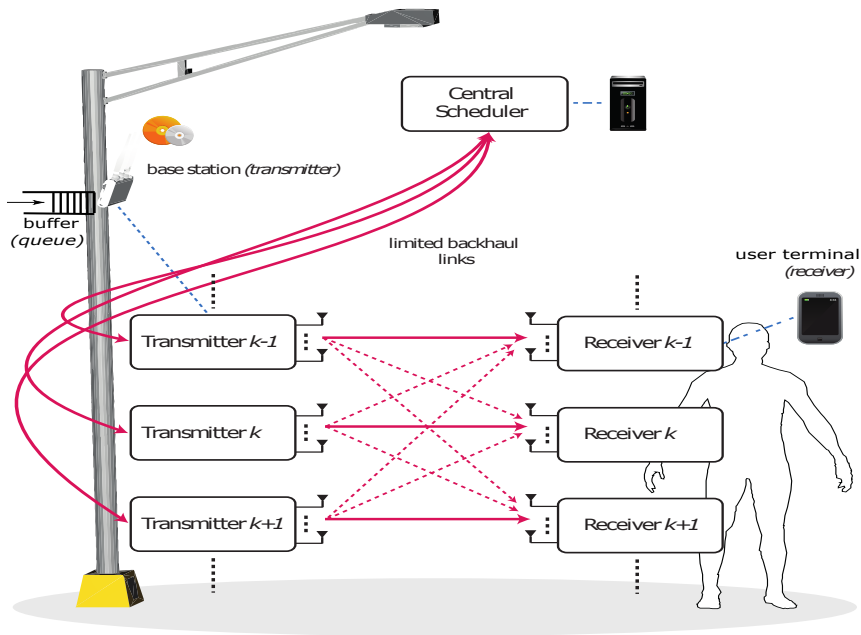 Central
Scheduler
base station (transmitter)
buffer
(queue)
limited backhaul
links
user terminal
(receiver)
Transmitter k-1
Receiver k-1
Transmitter k
Receiver k
Transmitter k+1
Receiver k+1